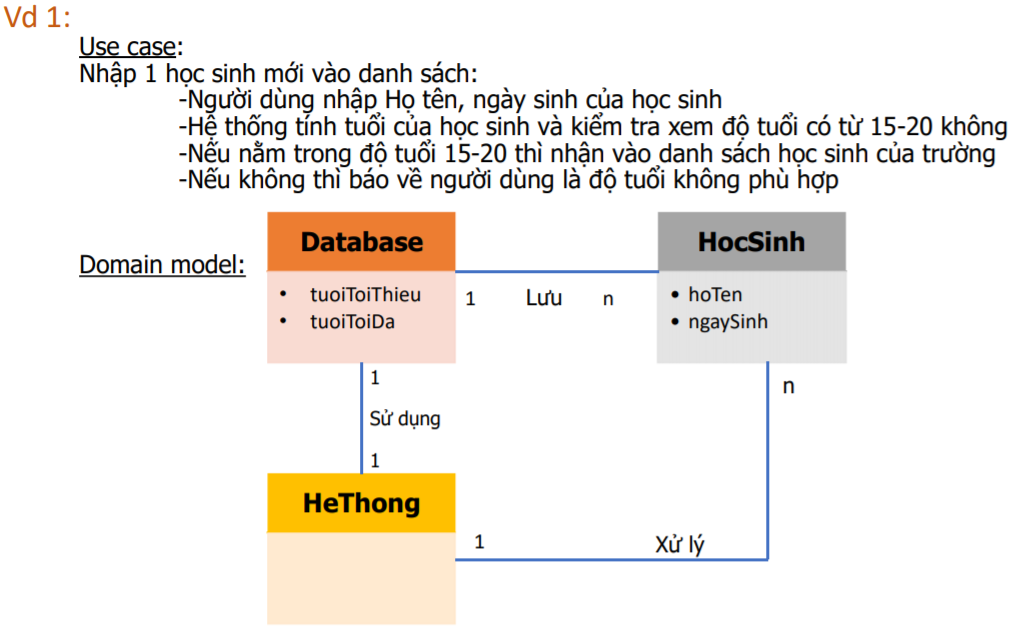 Vd 1:
Use case:
Nhập 1 học sinh mới vào danh sách:
-Người dùng nhập Họ tên, ngày sinh của học sinh
-Hệ thống tính tuổi của học sinh và kiểm tra xem độ tuổi có từ 15-20 không
-Nếu nằm trong độ tuổi 15-20 thì nhận vào danh sách học sinh của trường
-Nếu không thì báo về người dùng là độ tuổi không phù hợp
Domain model:
Database
• tuoiToiThieu
• tuoiToiDa
1 Lưu n
HocSinh
• hoTen
• ngaySinh
1
Sử dụng
1
n
HeThong
1 Xử lý